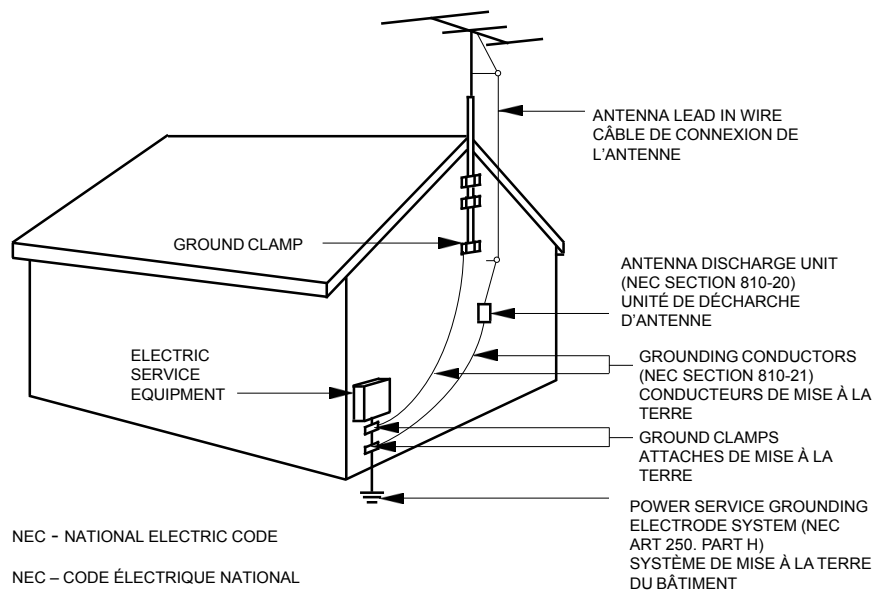 ANTENNA LEAD IN WIRE
CÂBLE DE CONNEXION DE
L'ANTENNE
GROUND CLAMP
ANTENNA DISCHARGE UNIT
(NEC SECTION 810-20)
UNITÉ DE DÉCHARCHE
D'ANTENNE
ELECTRIC
SERVICE
EQUIPMENT
GROUNDING CONDUCTORS
(NEC SECTION 810-21)
CONDUCTEURS DE MISE À LA
TERRE
GROUND CLAMPS
ATTACHES DE MISE À LA
TERRE
POWER SERVICE GROUNDING
ELECTRODE SYSTEM (NEC
ART 250. PART H)
SYSTÈME DE MISE À LA TERRE
DU BÂTIMENT
NEC - NATIONAL ELECTRIC CODE
NEC – CODE ÉLECTRIQUE NATIONAL